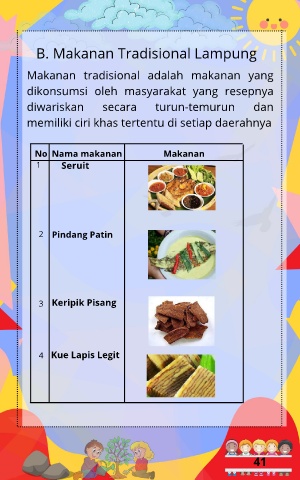 B. Makanan Tradisional Lampung
Makanan tradisional adalah makanan yang
dikonsumsi oleh masyarakat yang resepnya
diwariskan secara turun-temurun dan
memiliki ciri khas tertentu di setiap daerahnya
No Nama makanan Makanan
1 Seruit
2 Pindang Patin
3 Keripik Pisang
4 Kue Lapis Legit
41